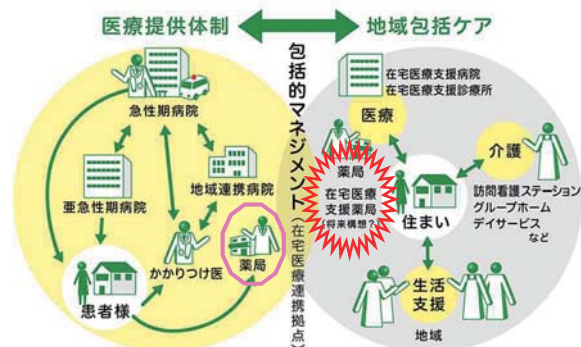 医療提供体制
地域包括ケア
急性期病院
亜急性期病院
地域連携病院
かかりつけ医
薬局
患者様
包括的マネジメント(在宅医療連携拠点)
在宅医療支援病院
在宅医療支援診療所
医療
薬局
在宅医療
支援薬局
(将来構想?)
介護
訪問看護ステーション
グループホーム
デイサービス
など
住まい
生活
支援
地域